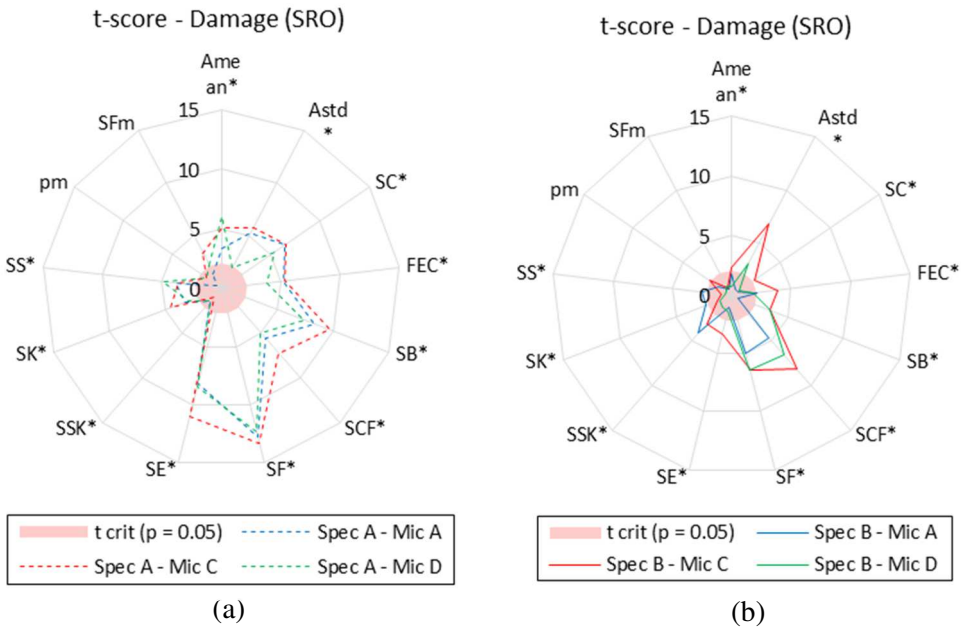 (a)
t-score - Damage (SRO)
Ame
an*
Astd
*
SC*
FEC*
SB*
SCF*
SF*
SE*
SSK*
SK*
SS*
pm
SFm
15
10
5
0
t crit (p = 0.05)
Spec A - Mic A
Spec A - Mic C
Spec A - Mic D
(a)
(b)
t-score - Damage (SRO)
Ame
an*
Astd
*
SC*
FEC*
SB*
SCF*
SF*
SE*
SSK*
SK*
SS*
pm
SFm
15
10
5
0
t crit (p = 0.05)
Spec B - Mic A
Spec B - Mic C
Spec B - Mic D
(b)